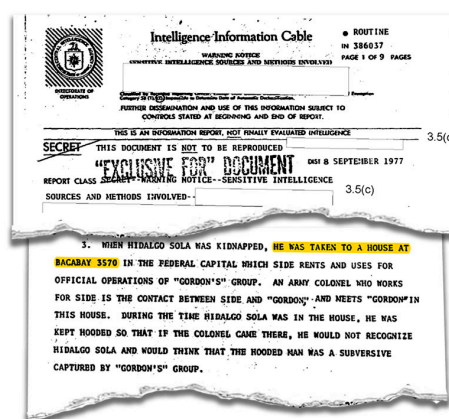 Intelligence Information Cable
● ROUTINE
IN 386037
PAGE 1 OF 9 PAGES
WARNING NOTICE
SENSITIVE INTELLIGENCE SOURCES AND METHODS INVOLVED
DIRECTORATE OF
OPERATIONS
FURTHER DISSEMINATION AND USE OF THIS INFORMATION SUBJECT TO
CONTROLS STATED AT BEGINNING AND END OF REPORT.
THIS IS AN INFORMATION REPORT, NOT FINALLY EVALUATED INTELLIGENCE
3.5(c)
SECRET THIS DOCUMENT IS NOT TO BE REPRODUCED
"EXCLUSIVE FOR" DOCUMENT
DIST 8 SEPTEMBER 1977
REPORT CLASS SECRET--WARNING NOTICE--SENSITIVE INTELLIGENCE
SOURCES AND METHODS INVOLVED--
3.5(c)
3. WHEN HIDALGO SOLA WAS KIDNAPPED, HE WAS TAKEN TO A HOUSE AT
BACABAY 3570 IN THE FEDERAL CAPITAL WHICH SIDE RENTS AND USES FOR
OFFICIAL OPERATIONS OF "GORDON'S" GROUP. AN ARMY COLONEL WHO WORKS
FOR SIDE IS THE CONTACT BETWEEN SIDE AND "GORDON," AND MEETS "GORDON" IN
THIS HOUSE. DURING THE TIME HIDALGO SOLA WAS IN THE HOUSE, HE WAS
KEPT HOODED SO THAT IF THE COLONEL CAME THERE, HE WOULD NOT RECOGNIZE
HIDALGO SOLA AND WOULD THINK THAT THE HOODED MAN WAS A SUBVERSIVE
CAPTURED BY "GORDON'S" GROUP.